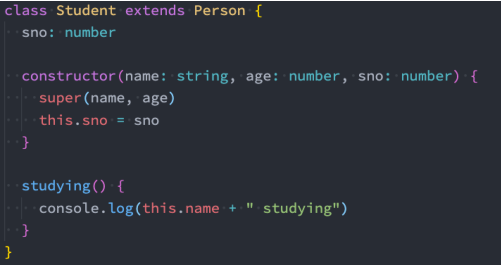 class Student extends Person {
  sno: number

  constructor(name: string, age: number, sno: number) {
    super(name, age)
    this.sno = sno
  }

  studying() {
    console.log(this.name + " studying")
  }
}